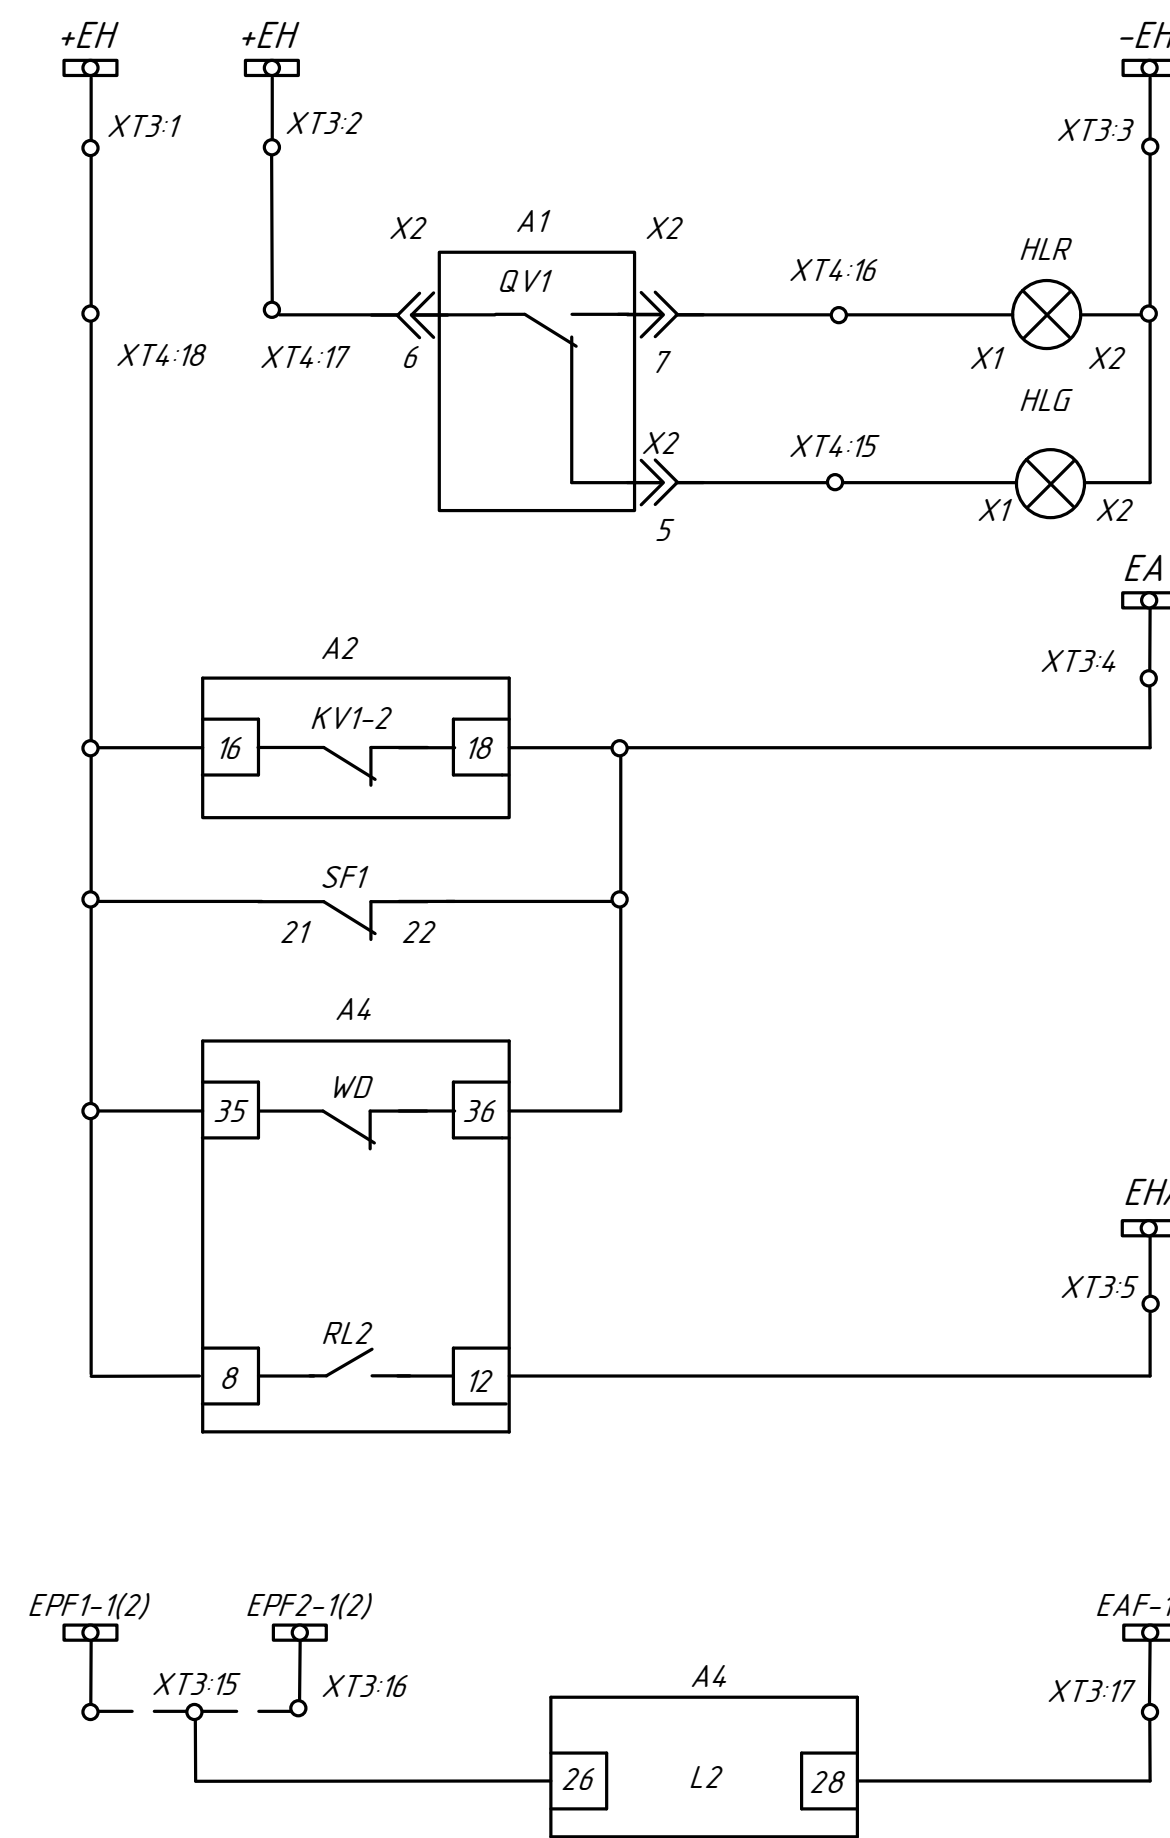 +EH +EH -EH
XT3:1 XT3:2 XT3:3
X2 A1 X2
QV1 XT4:16 HLR
XT4:18 XT4:17 6 7 X1 X2
HLG
X2 XT4:15
5 X1 X2
EA
A2 XT3:4
KV1-2
16 18
SF1
21 22
A4
WD
35 36
XT3:5
RL2
8 12
EPF1-1(2) EPF2-1(2) EAF-1
XT3:15 XT3:16 A4 XT3:17
26 L2 28